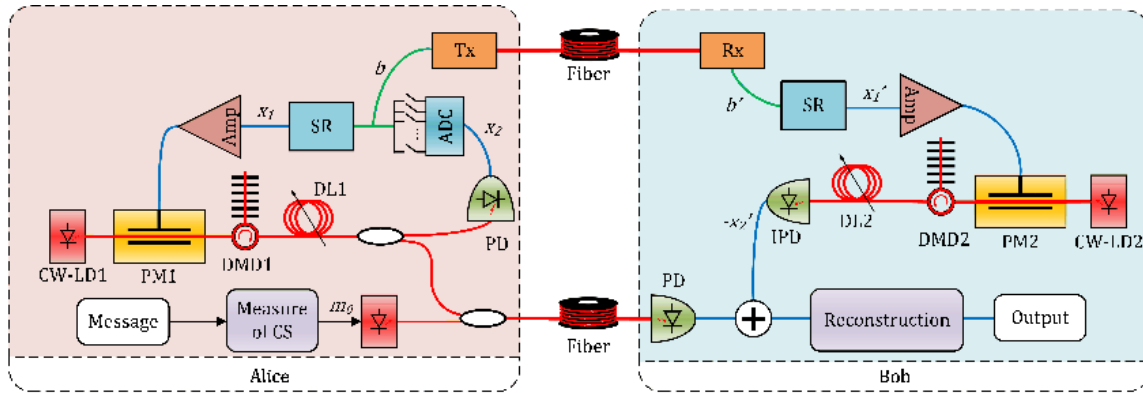 Tx
Fiber
Rx
b
b'
x1
SR
ADC
x2
Amp
SR
x1'
Amp
DL1
PD
CW-LD1
PM1
DMD1
-x2'
IPD
DL2
DMD2
PM2
CW-LD2
PD
Message
Measure
of CS
m0
Fiber
Reconstruction
Output
Alice
Bob